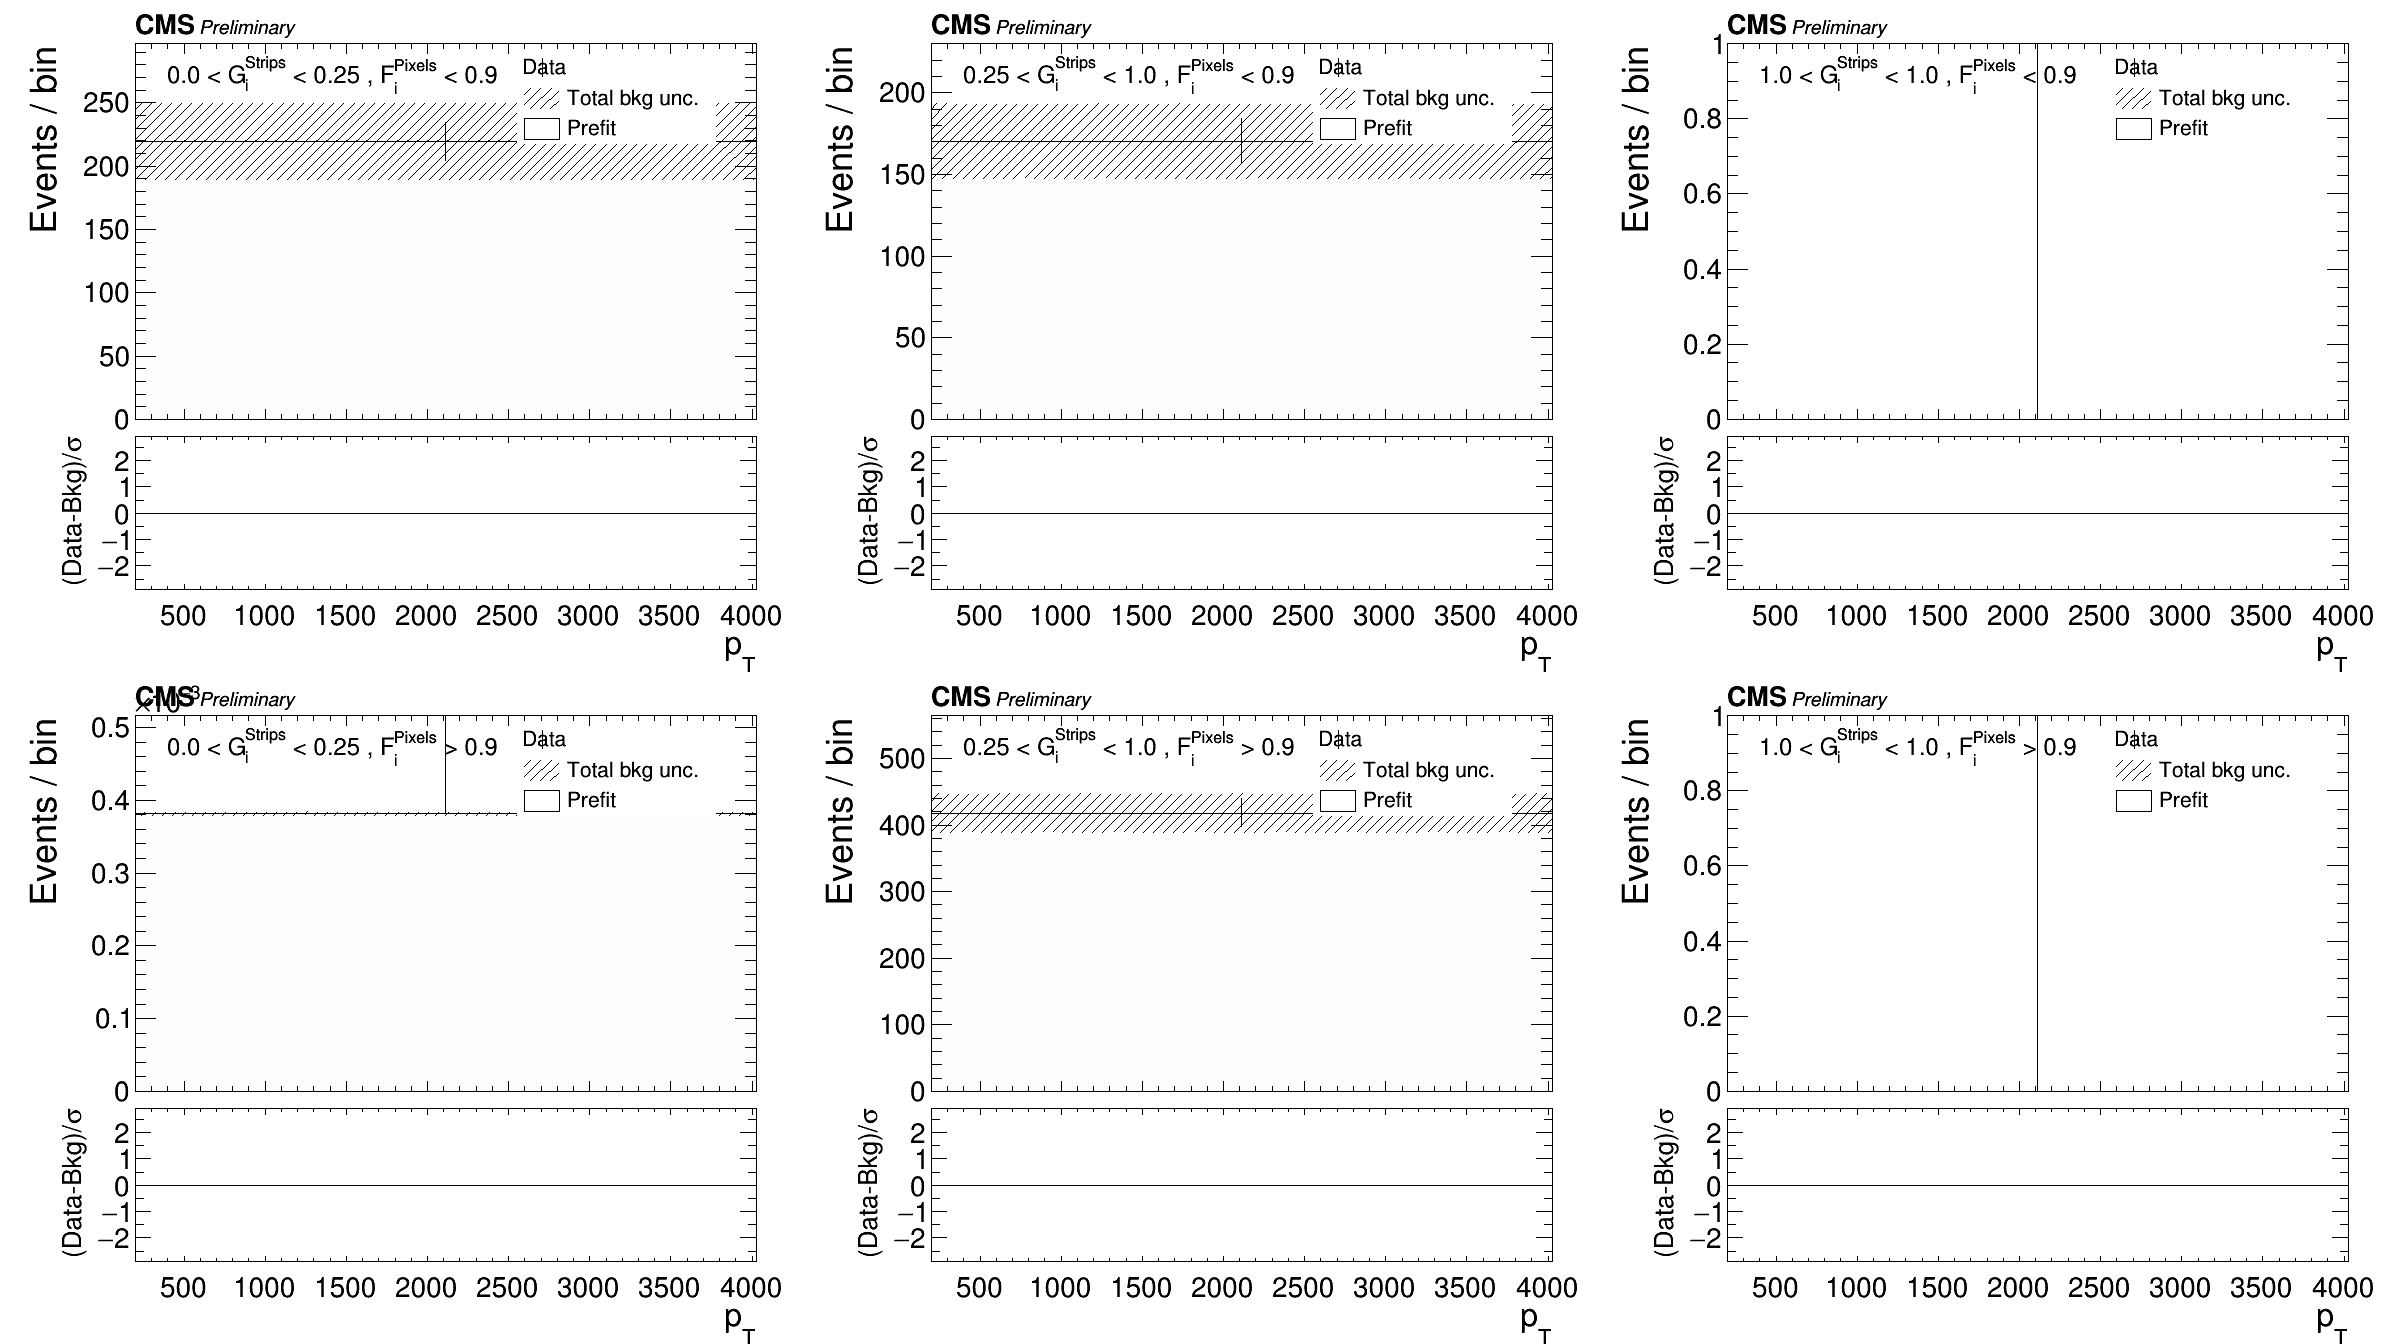 CMS Preliminary
Events / bin
0.0 < G_i^Strips < 0.25 , F_i^Pixels < 0.9
Data
Total bkg unc.
Prefit
250
200
150
100
50
0
(Data-Bkg)/σ
2
1
0
−1
−2
500 1000 1500 2000 2500 3000 3500 4000
p_T
CMS Preliminary
Events / bin
0.25 < G_i^Strips < 1.0 , F_i^Pixels < 0.9
Data
Total bkg unc.
Prefit
200
150
100
50
0
(Data-Bkg)/σ
2
1
0
−1
−2
500 1000 1500 2000 2500 3000 3500 4000
p_T
CMS Preliminary
Events / bin
1.0 < G_i^Strips < 1.0 , F_i^Pixels < 0.9
Data
Total bkg unc.
Prefit
1
0.8
0.6
0.4
0.2
0
(Data-Bkg)/σ
2
1
0
−1
−2
500 1000 1500 2000 2500 3000 3500 4000
p_T
CMS Preliminary
×10^−3
Events / bin
0.0 < G_i^Strips < 0.25 , F_i^Pixels > 0.9
Data
Total bkg unc.
Prefit
0.5
0.4
0.3
0.2
0.1
0
(Data-Bkg)/σ
2
1
0
−1
−2
500 1000 1500 2000 2500 3000 3500 4000
p_T
CMS Preliminary
Events / bin
0.25 < G_i^Strips < 1.0 , F_i^Pixels > 0.9
Data
Total bkg unc.
Prefit
500
400
300
200
100
0
(Data-Bkg)/σ
2
1
0
−1
−2
500 1000 1500 2000 2500 3000 3500 4000
p_T
CMS Preliminary
Events / bin
1.0 < G_i^Strips < 1.0 , F_i^Pixels > 0.9
Data
Total bkg unc.
Prefit
1
0.8
0.6
0.4
0.2
0
(Data-Bkg)/σ
2
1
0
−1
−2
500 1000 1500 2000 2500 3000 3500 4000
p_T